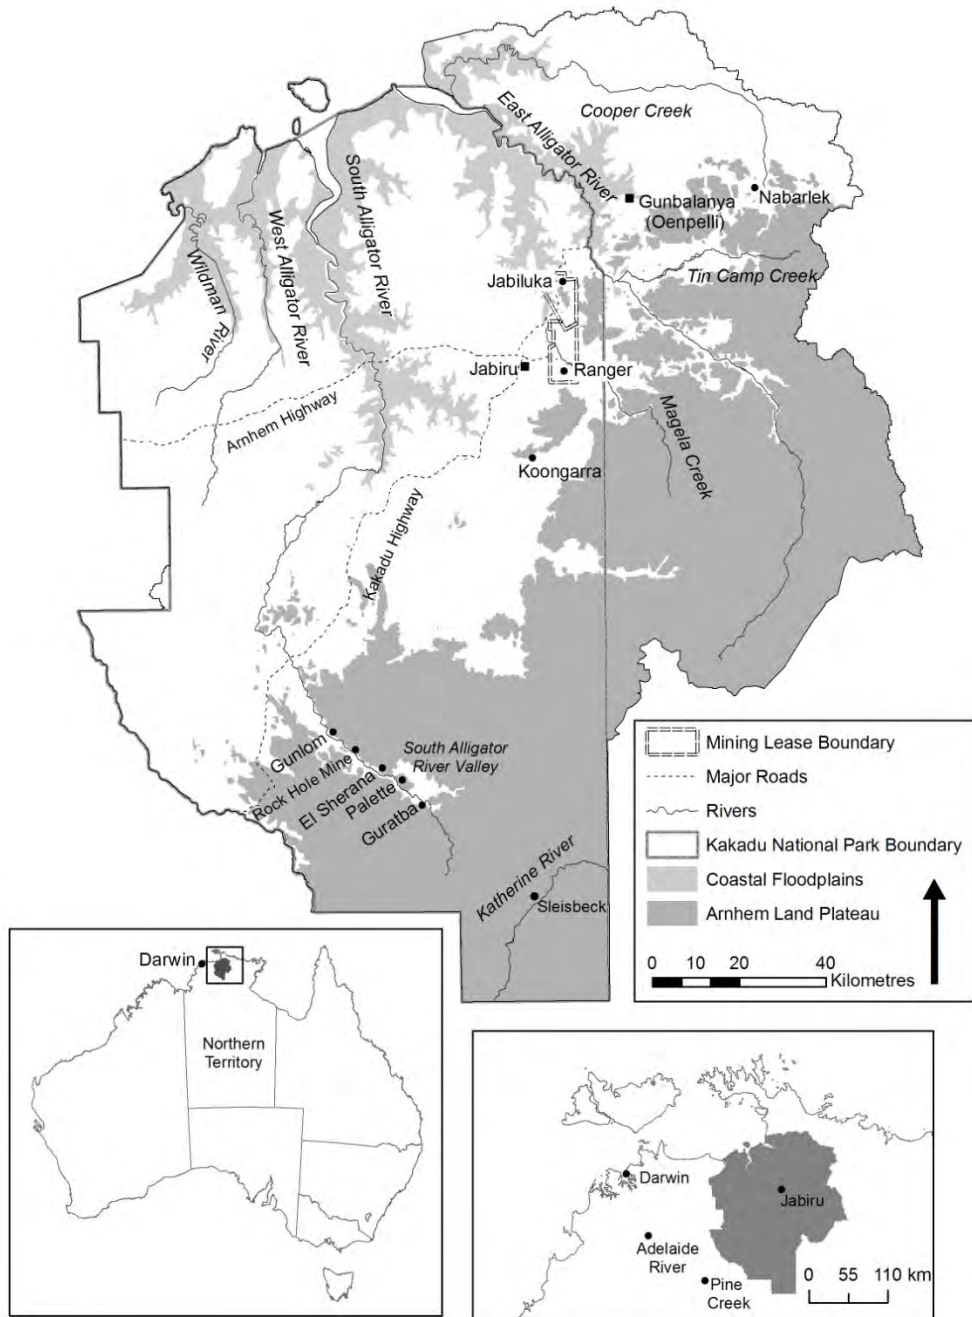 Cooper Creek
East Alligator River
Nabarlek
Gunbalanya
(Oenpelli)
South Alligator River
West Alligator River
Wildman River
Tin Camp Creek
Jabiluka
Jabiru
Ranger
Arnhem Highway
Magela Creek
Koongarra
Kakadu Highway
Gunlom
Rock Hole Mine
El Sherana
Palette
Guratba
South Alligator
River Valley
Katherine River
Sleisbeck
Mining Lease Boundary
Major Roads
Rivers
Kakadu National Park Boundary
Coastal Floodplains
Arnhem Land Plateau
0 10 20 40
Kilometres
Darwin
Northern
Territory
Darwin
Jabiru
Adelaide
River
Pine
Creek
0 55 110 km